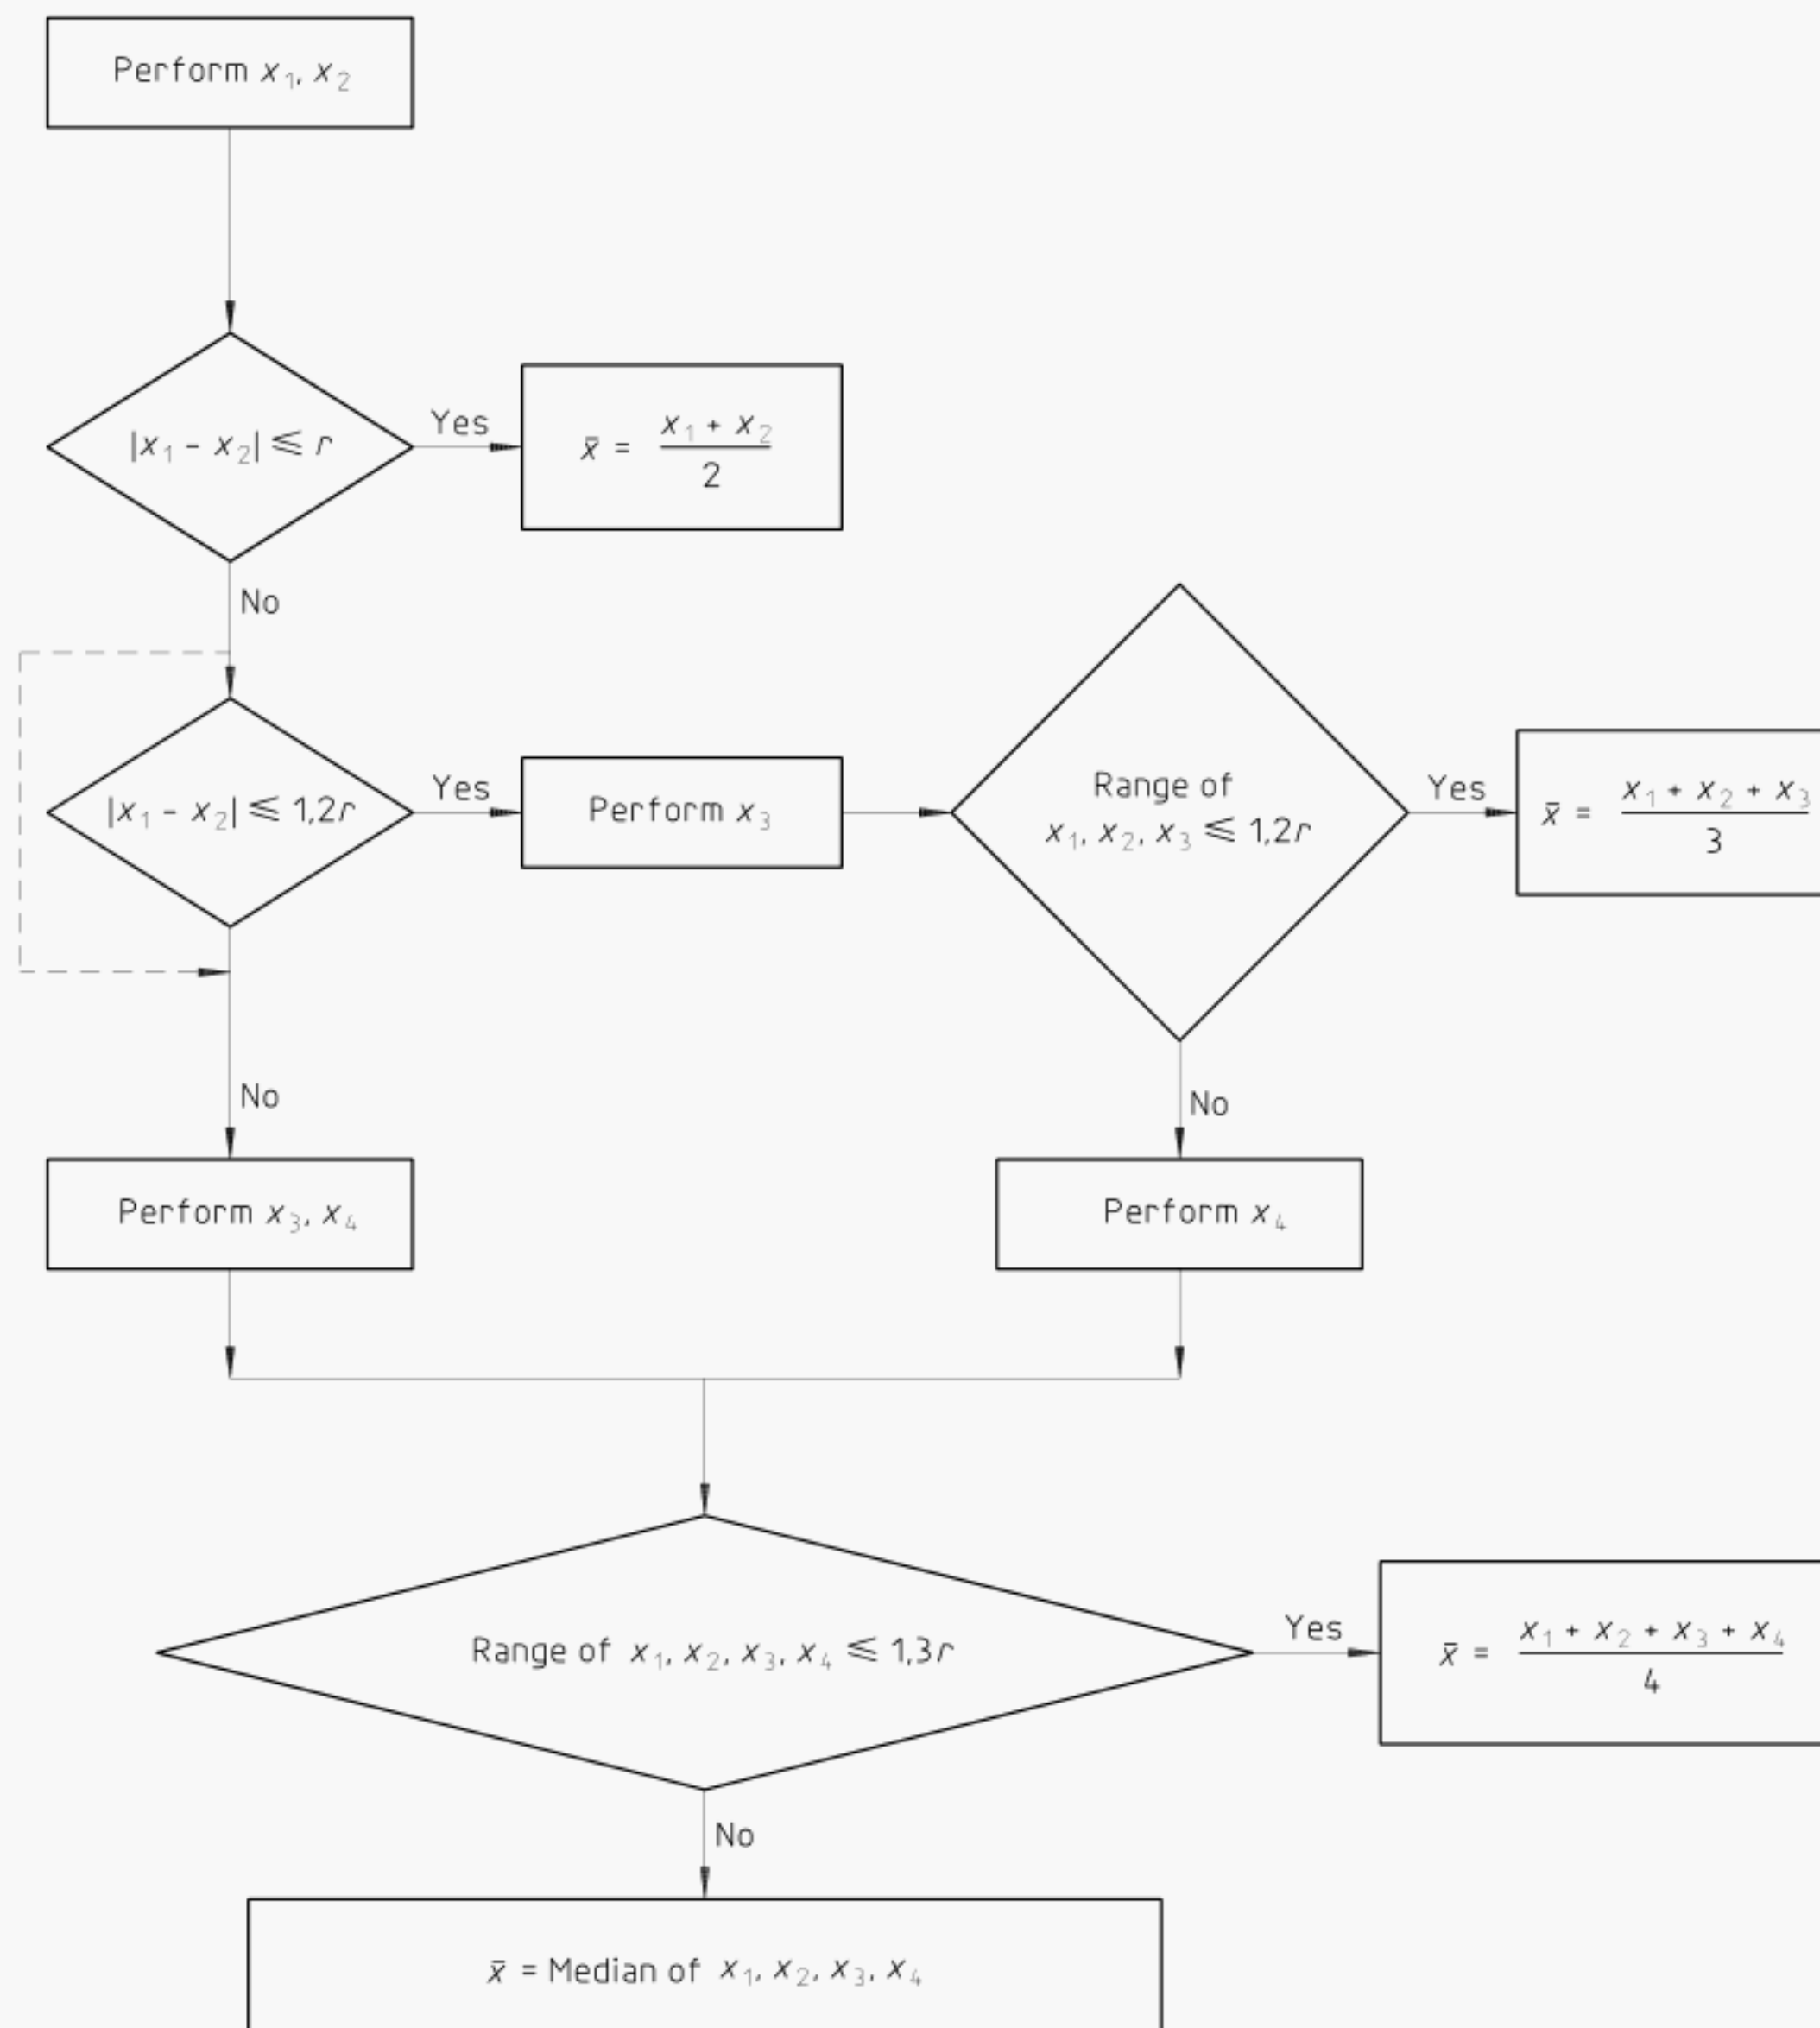 Perform x₁, x₂
|x₁ - x₂| ⩽ r
Yes
x̄ = (x₁ + x₂)/2
No
|x₁ - x₂| ⩽ 1,2r
Yes
Perform x₃
Range of
x₁, x₂, x₃ ⩽ 1,2r
Yes
x̄ = (x₁ + x₂ + x₃)/3
No
No
Perform x₃, x₄
Perform x₄
Range of x₁, x₂, x₃, x₄ ⩽ 1,3r
Yes
x̄ = (x₁ + x₂ + x₃ + x₄)/4
No
x̄ = Median of x₁, x₂, x₃, x₄